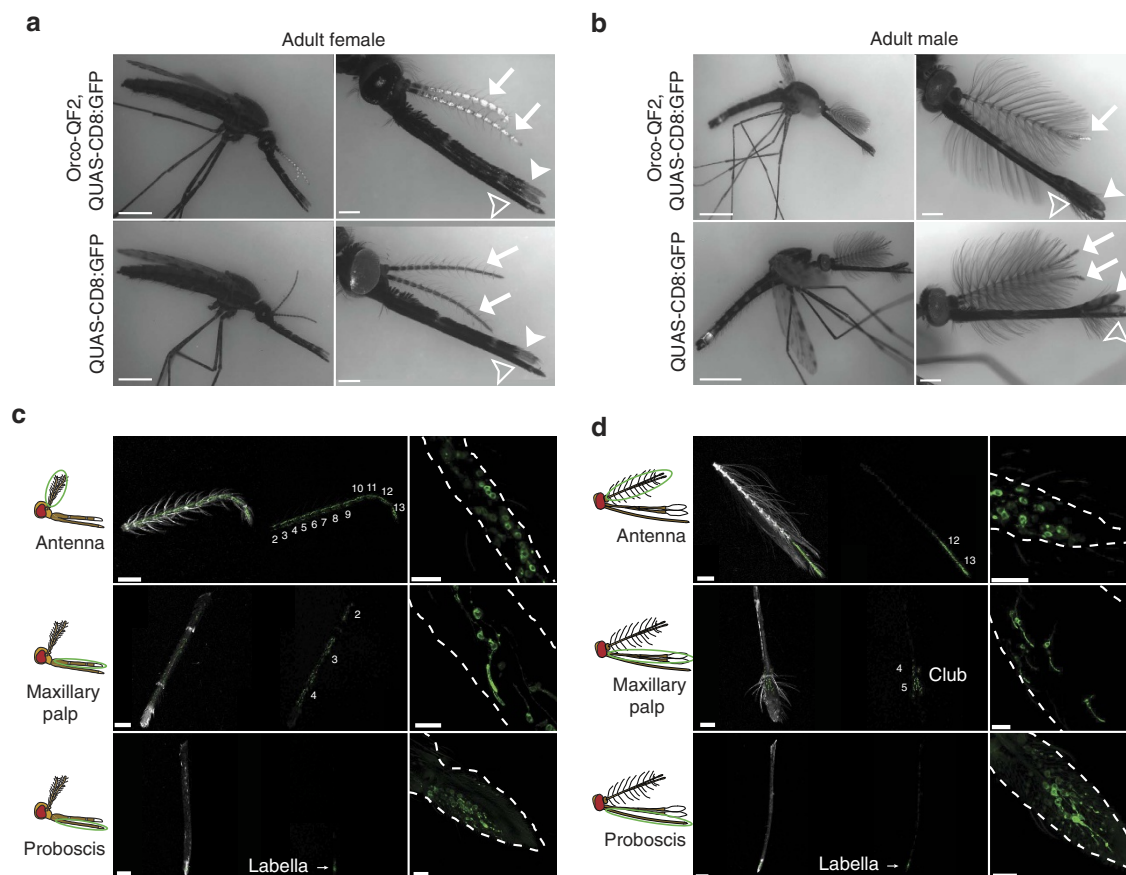 a
Adult female
Orco-QF2,
QUAS-CD8:GFP
QUAS-CD8:GFP
b
Adult male
Orco-QF2,
QUAS-CD8:GFP
QUAS-CD8:GFP
c
Antenna
2 3 4 5 6 7 8 9 10 11 12 13
Maxillary
palp
2
3
4
Proboscis
Labella
d
Antenna
12
13
Maxillary
palp
4
5
Club
Proboscis
Labella